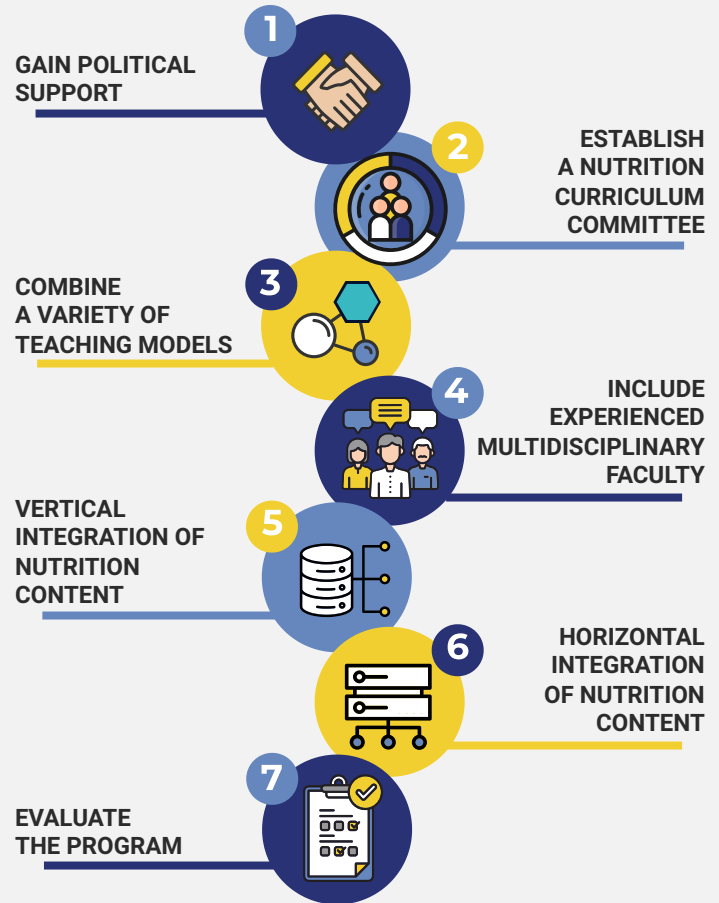 1
GAIN POLITICAL
SUPPORT
2
ESTABLISH
A NUTRITION
CURRICULUM
COMMITTEE
3
COMBINE
A VARIETY OF
TEACHING MODELS
4
INCLUDE
EXPERIENCED
MULTIDISCIPLINARY
FACULTY
5
VERTICAL
INTEGRATION OF
NUTRITION
CONTENT
6
HORIZONTAL
INTEGRATION
OF NUTRITION
CONTENT
7
EVALUATE
THE PROGRAM